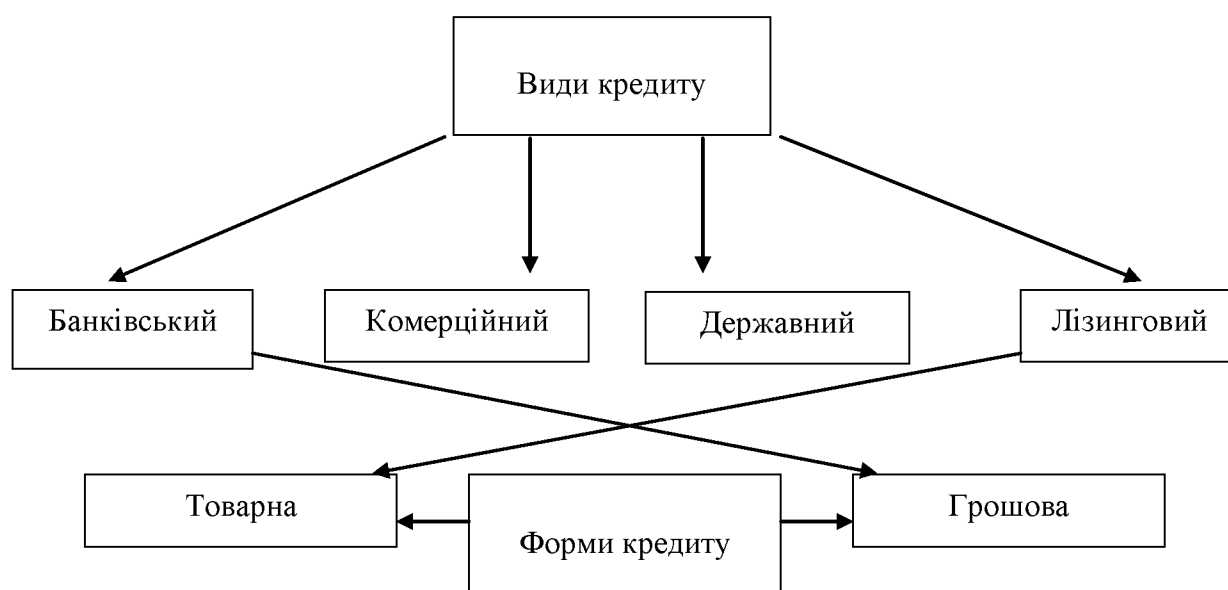 Види кредиту
Банківський
Комерційний
Державний
Лізинговий
Товарна
Форми кредиту
Грошова